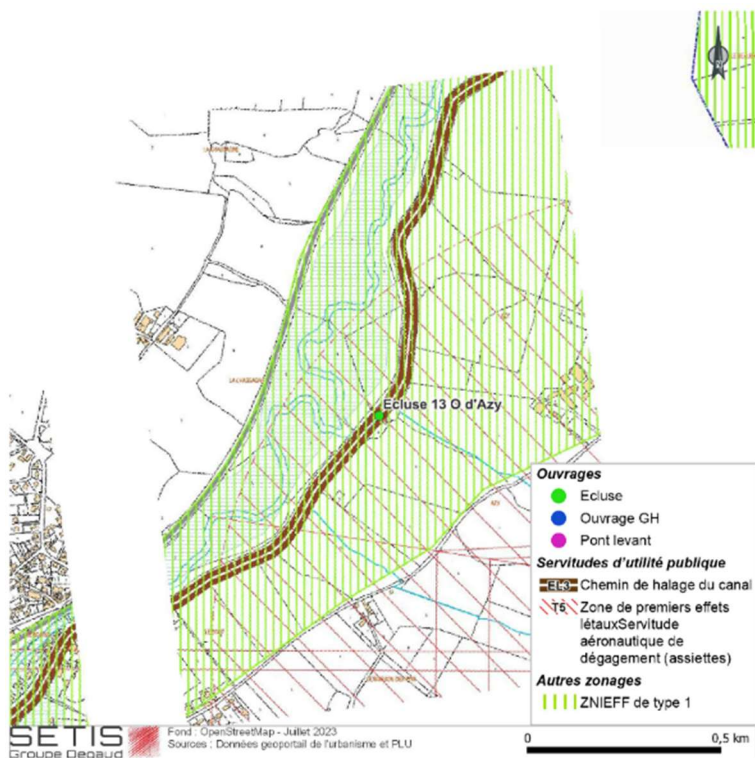 Ecluse 13 O d'Azy
AZY
Ouvrages
Ecluse
Ouvrage GH
Pont levant
Servitudes d'utilité publique
EL3 Chemin de halage du canal
T5 Zone de premiers effets
létauxServitude
aéronautique de
dégagement (assiettes)
Autres zonages
ZNIEFF de type 1
SETIS
Groupe Degaud
Fond : OpenStreetMap - Juillet 2023
Sources : Données geoportail de l'urbanisme et PLU
0 0,5 km